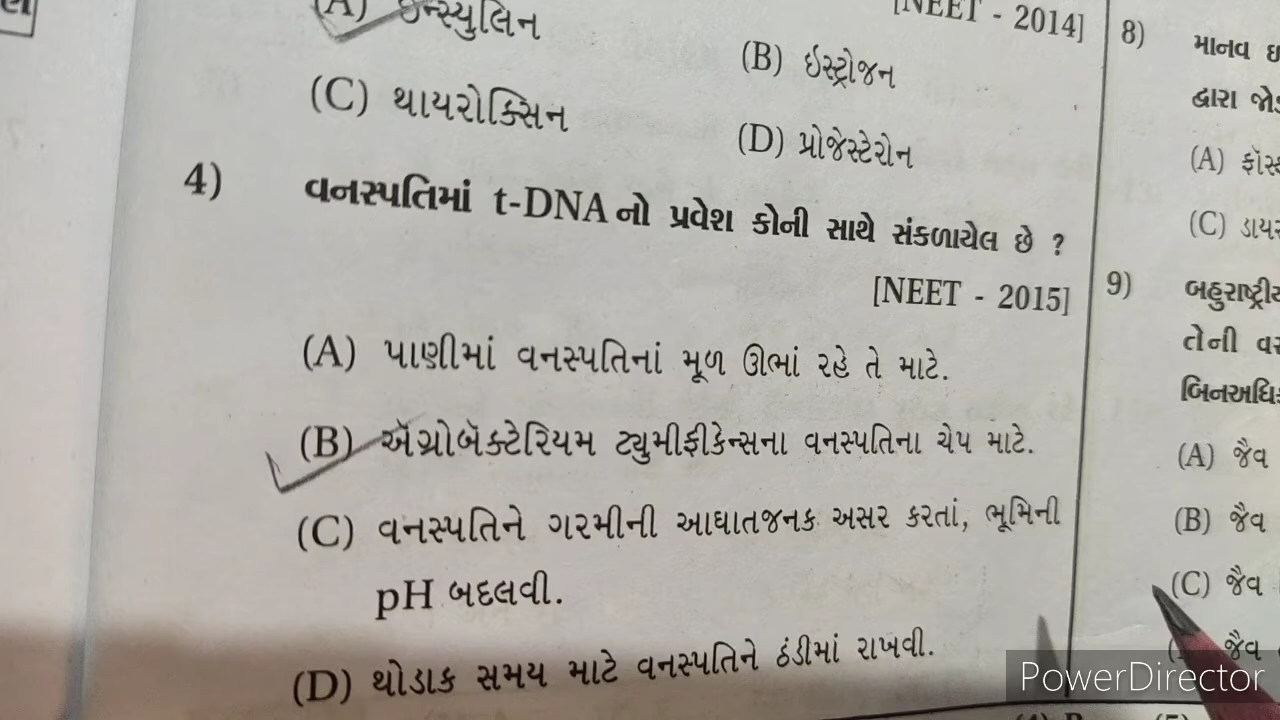 (A) ઇન્સ્યુલિન
[NEET - 2014]
(B) ઇસ્ટ્રોજન
(C) થાયરોક્સિન
(D) પ્રોજેસ્ટેરોન
4) વનસ્પતિમાં t-DNA નો પ્રવેશ કોની સાથે સંકળાયેલ છે ?
[NEET - 2015]
(A) પાણીમાં વનસ્પતિનાં મૂળ ઊભાં રહે તે માટે.
(B) ઍગ્રોબૅક્ટેરિયમ ટ્યુમીફીકેન્સના વનસ્પતિના ચેપ માટે.
(C) વનસ્પતિને ગરમીની આઘાતજનક અસર કરતાં, ભૂમિની
pH બદલવી.
(D) થોડાક સમય માટે વનસ્પતિને ઠંડીમાં રાખવી.
8) માનવ
દ્વારા
(A)
(C)
9)
તેની
(A) જૈવ
(B) જૈવ
(C) જૈવ
જૈવ
PowerDirector